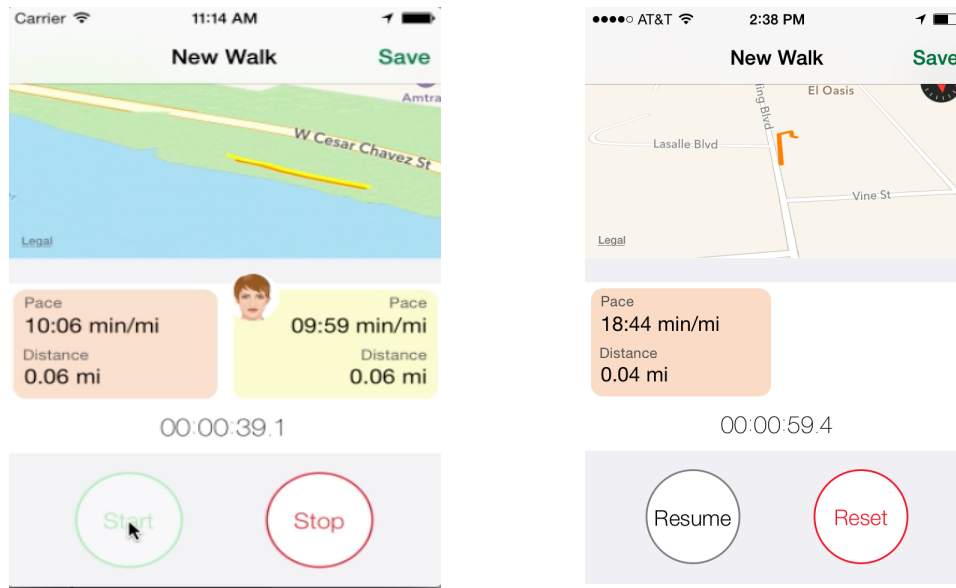 Carrier 11:14 AM
New Walk Save
Amtra
W Cesar Chavez St
Legal
Pace
10:06 min/mi
Distance
0.06 mi
Pace
09:59 min/mi
Distance
0.06 mi
00:00:39.1
Start Stop
AT&T 2:38 PM
New Walk Save
ling Blvd
El Oasis
Lasalle Blvd
Vine St
Legal
Pace
18:44 min/mi
Distance
0.04 mi
00:00:59.4
Resume Reset